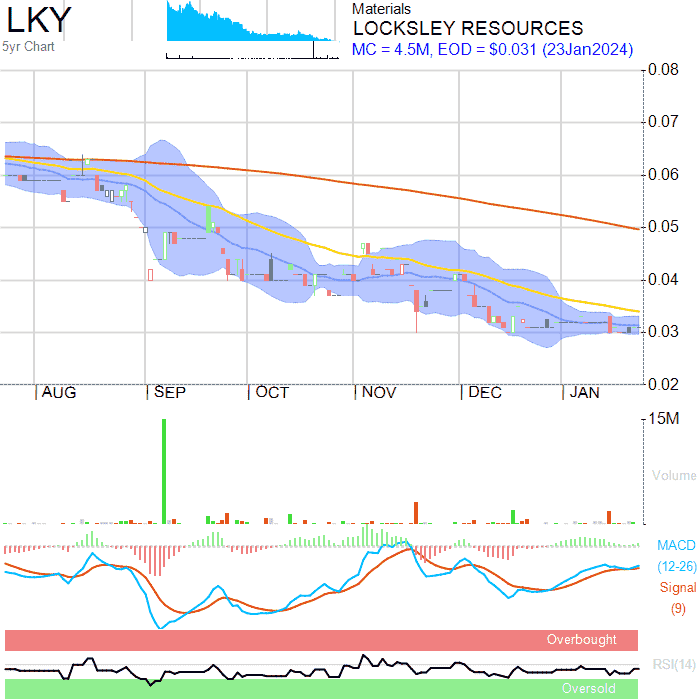 LKY
5yr Chart
Materials
LOCKSLEY RESOURCES
MC = 4.5M, EOD = $0.031 (23Jan2024)
0.08
0.07
0.06
0.05
0.04
0.03
0.02
AUG
SEP
OCT
NOV
DEC
JAN
15M
Volume
MACD
(12-26)
Signal
(9)
Overbought
RSI(14)
Oversold